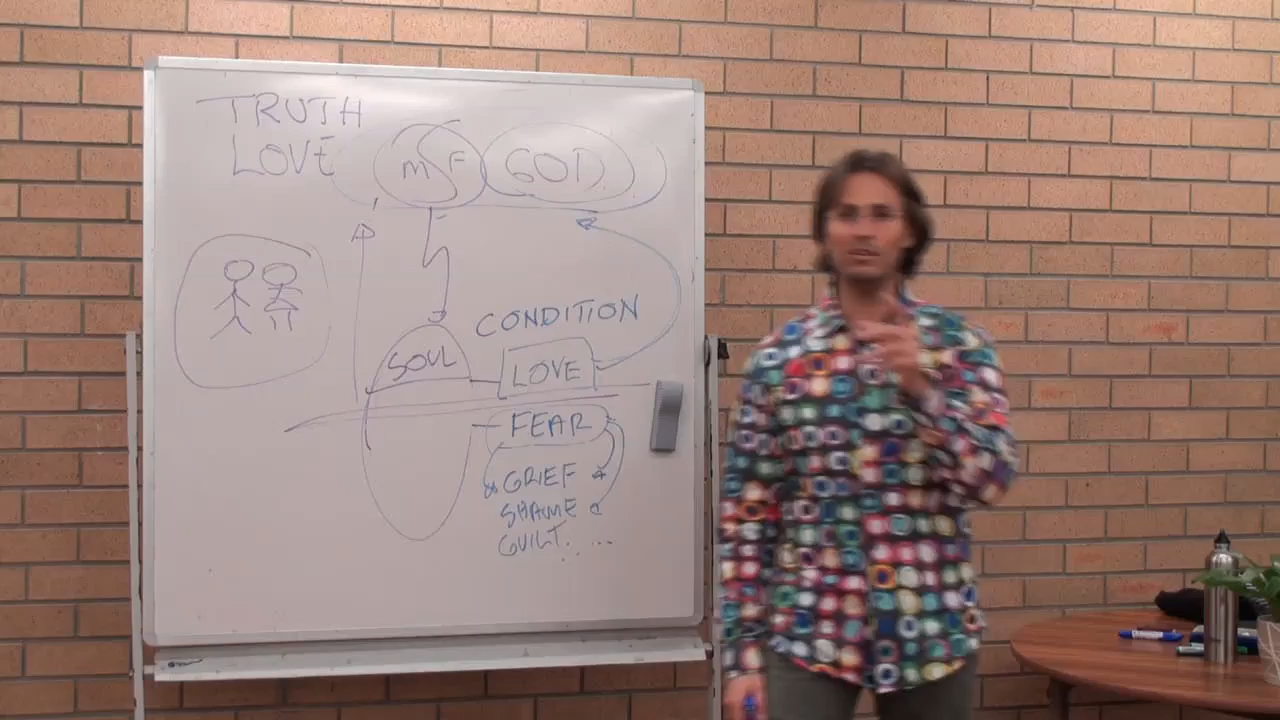 TRUTH
LOVE
M F GOD
CONDITION
SOUL
LOVE
FEAR
GRIEF
SHAME
GUILT. ...